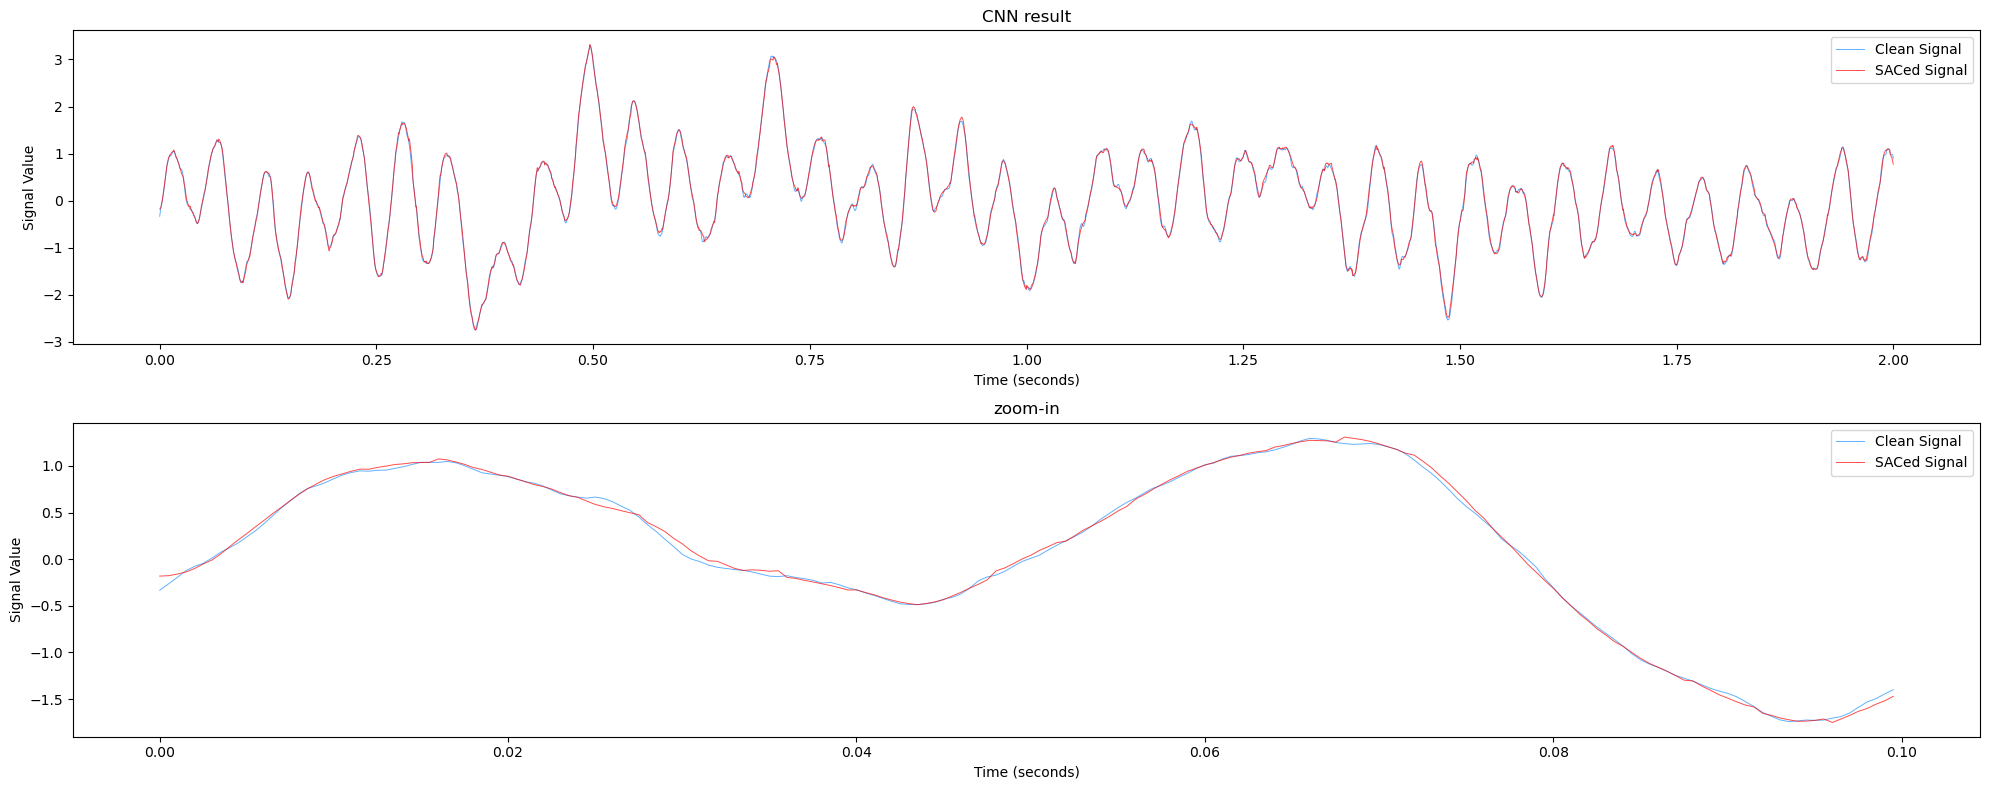 CNN result
Clean Signal
SACed Signal
3
2
1
0
−1
−2
−3
Signal Value
0.00 0.25 0.50 0.75 1.00 1.25 1.50 1.75 2.00
Time (seconds)
zoom-in
Clean Signal
SACed Signal
1.0
0.5
0.0
−0.5
−1.0
−1.5
Signal Value
0.00 0.02 0.04 0.06 0.08 0.10
Time (seconds)